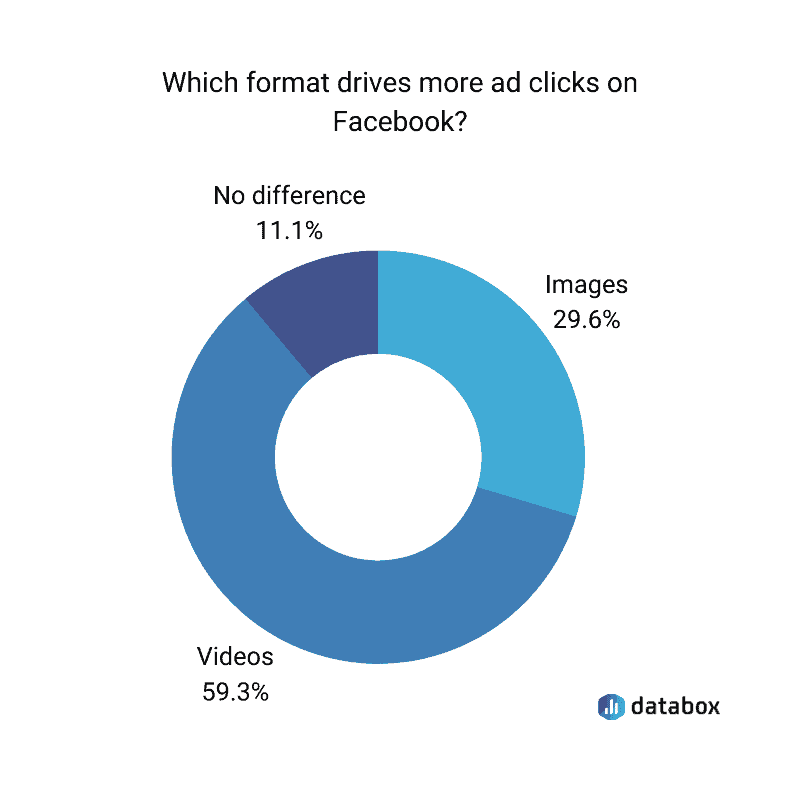 Which format drives more ad clicks on
Facebook?
No difference
11.1%
Images
29.6%
Videos
59.3%
databox